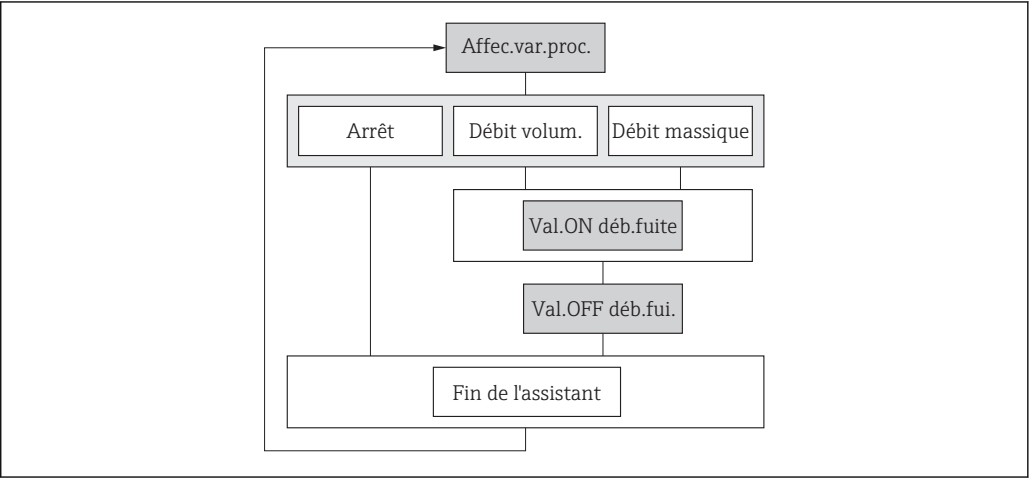 Affec.var.proc.
Arrêt
Débit volum.
Débit massique
Val.ON déb.fuite
Val.OFF déb.fui.
Fin de l'assistant